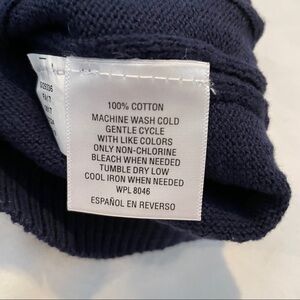 100% COTTON
MACHINE WASH COLD
GENTLE CYCLE
WITH LIKE COLORS
ONLY NON-CHLORINE
BLEACH WHEN NEEDED
TUMBLE DRY LOW
COOL IRON WHEN NEEDED
WPL 8046
ESPAÑOL EN REVERSO